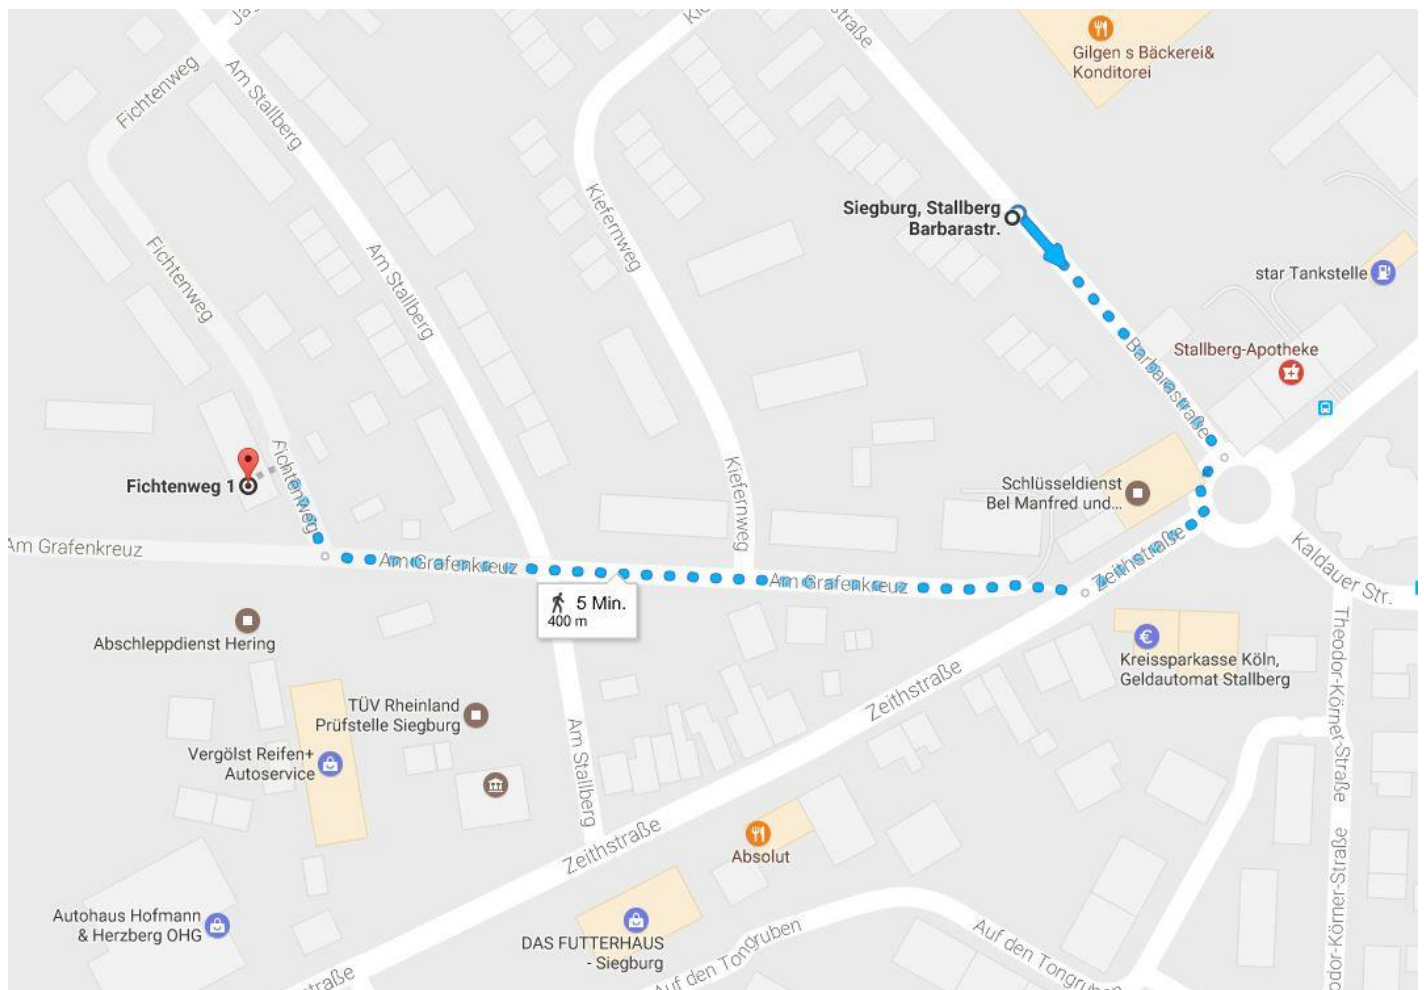 Fichtenweg
Am Stallberg
Kiefernweg
straße
Gilgen s Bäckerei&
Konditorei
Siegburg, Stallberg
Barbarastr.
Fichtenweg
Am Stallberg
star Tankstelle
Stallberg-Apotheke
Barbarastraße
Fichtenweg 1
Fichtenweg
Kiefernweg
Schlüsseldienst
Bel Manfred und...
Am Grafenkreuz
Am Grafenkreuz
Am Grafenkreuz
Zeithstraße
Kaldauer Str.
5 Min.
400 m
Abschleppdienst Hering
Kreissparkasse Köln,
Geldautomat Stallberg
Theodor-Körner-Straße
TÜV Rheinland
Prüfstelle Siegburg
Zeithstraße
Vergölst Reifen+
Autoservice
Am Stallberg
Zeithstraße
Absolut
Autohaus Hofmann
& Herzberg OHG
DAS FUTTERHAUS
- Siegburg
Auf den Tongruben
Auf den Tongruben
odor-Körner-Straße
raße